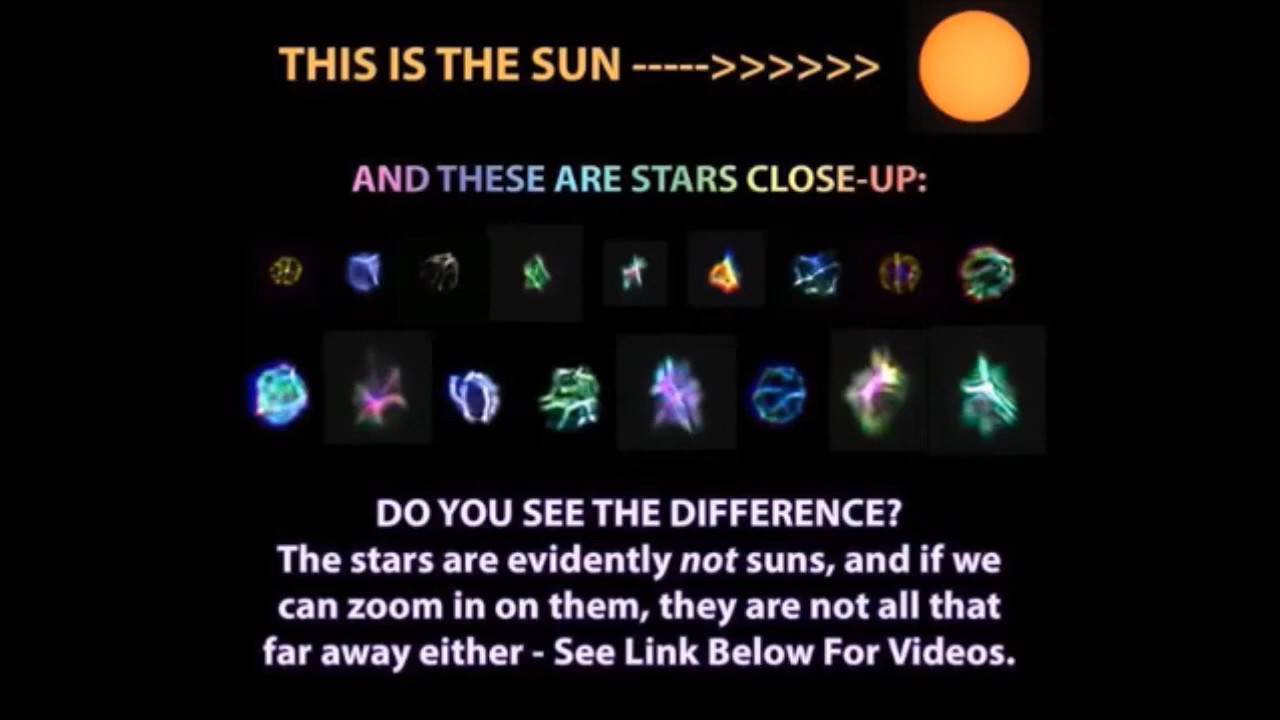 THIS IS THE SUN ----->>>>>>
AND THESE ARE STARS CLOSE-UP:
DO YOU SEE THE DIFFERENCE?
The stars are evidently not suns, and if we
can zoom in on them, they are not all that
far away either - See Link Below For Videos.